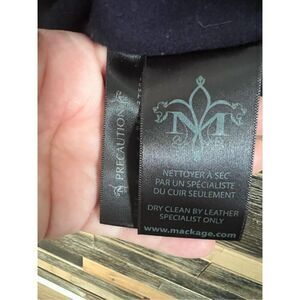 PRECAUTION
M
NETTOYER À SEC
PAR UN SPÉCIALISTE
DU CUIR SEULEMENT
DRY CLEAN BY LEATHER
SPECIALIST ONLY
www.mackage.com